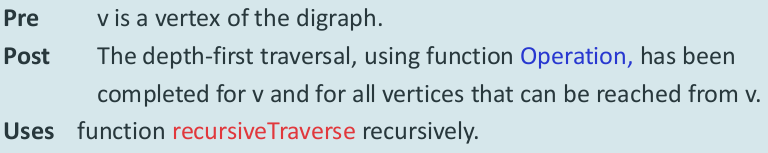 Pre v is a vertex of the digraph.
Post The depth-first traversal, using function Operation, has been
completed for v and for all vertices that can be reached from v.
Uses function recursiveTraverse recursively.